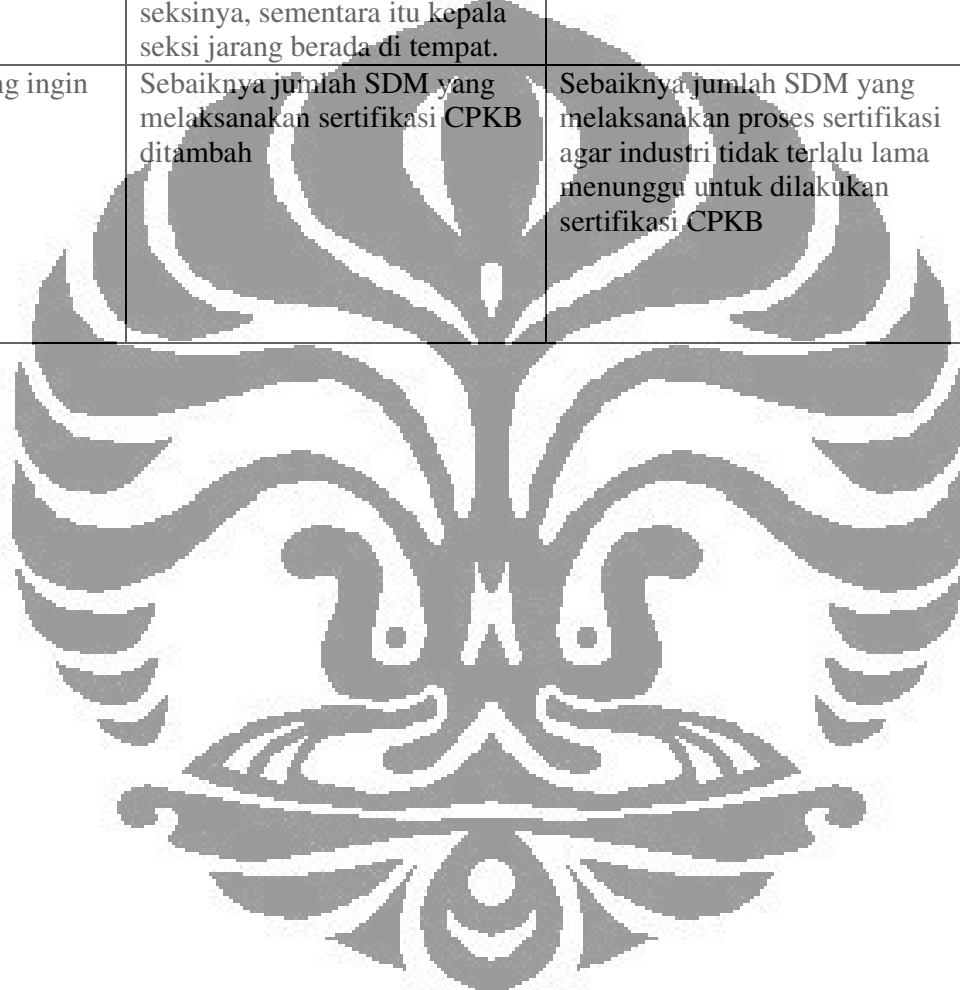 seksinya, sementara itu kepala
seksi jarang berada di tempat.
ng ingin
Sebaiknya jumlah SDM yang
melaksanakan sertifikasi CPKB
ditambah
Sebaiknya jumlah SDM yang
melaksanakan proses sertifikasi
agar industri tidak terlalu lama
menunggu untuk dilakukan
sertifikasi CPKB